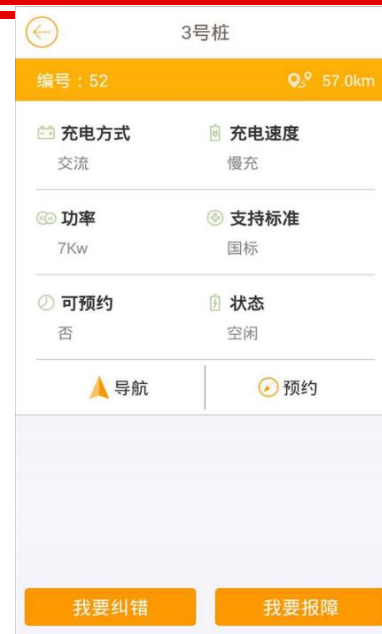 3号桩
编号：52 57.0km
充电方式 充电速度
交流 慢充
功率 支持标准
7Kw 国标
可预约 状态
否 空闲
导航 预约
我要纠错 我要报障